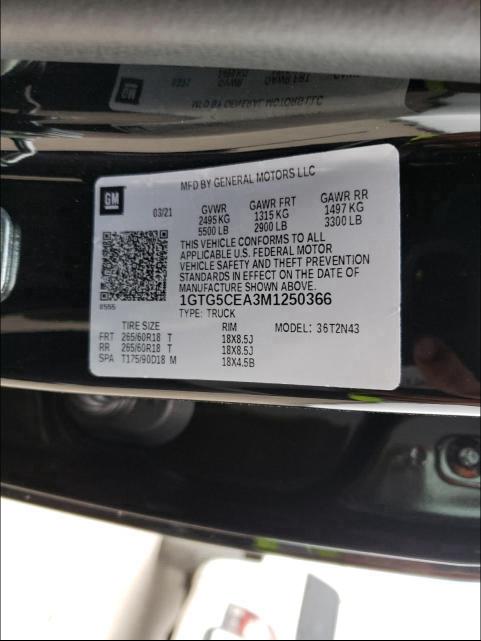 GM
MFD BY GENERAL MOTORS LLC
03/21 GVWR GAWR FRT GAWR RR
2495 KG 1315 KG 1497 KG
5500 LB 2900 LB 3300 LB
THIS VEHICLE CONFORMS TO ALL
APPLICABLE U.S. FEDERAL MOTOR
VEHICLE SAFETY AND THEFT PREVENTION
STANDARDS IN EFFECT ON THE DATE OF
MANUFACTURE SHOWN ABOVE.
1GTG5CEA3M1250366
TYPE: TRUCK
TIRE SIZE RIM MODEL: 36T2N43
FRT 265/60R18 T 18X8.5J
RR 265/60R18 T 18X8.5J
SPA T175/90D18 M 18X4.5B